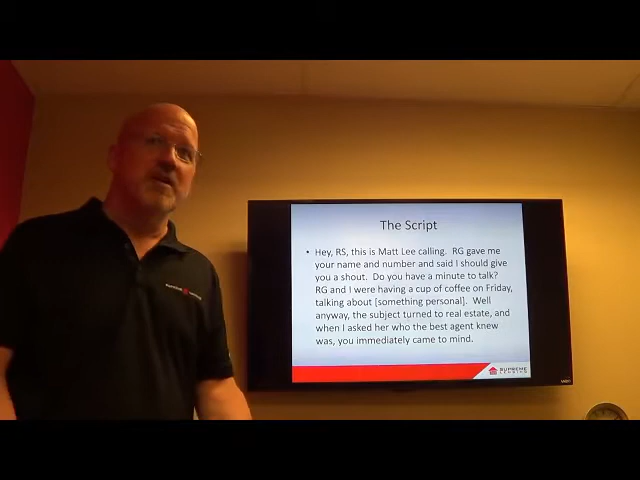 The Script
• Hey, RS, this is Matt Lee calling. RG gave me
your name and number and said I should give
you a shout. Do you have a minute to talk?
RG and I were having a cup of coffee on Friday,
talking about [something personal]. Well
anyway, the subject turned to real estate, and
when I asked her who the best agent knew
was, you immediately came to mind.
SUPREME
LENDING